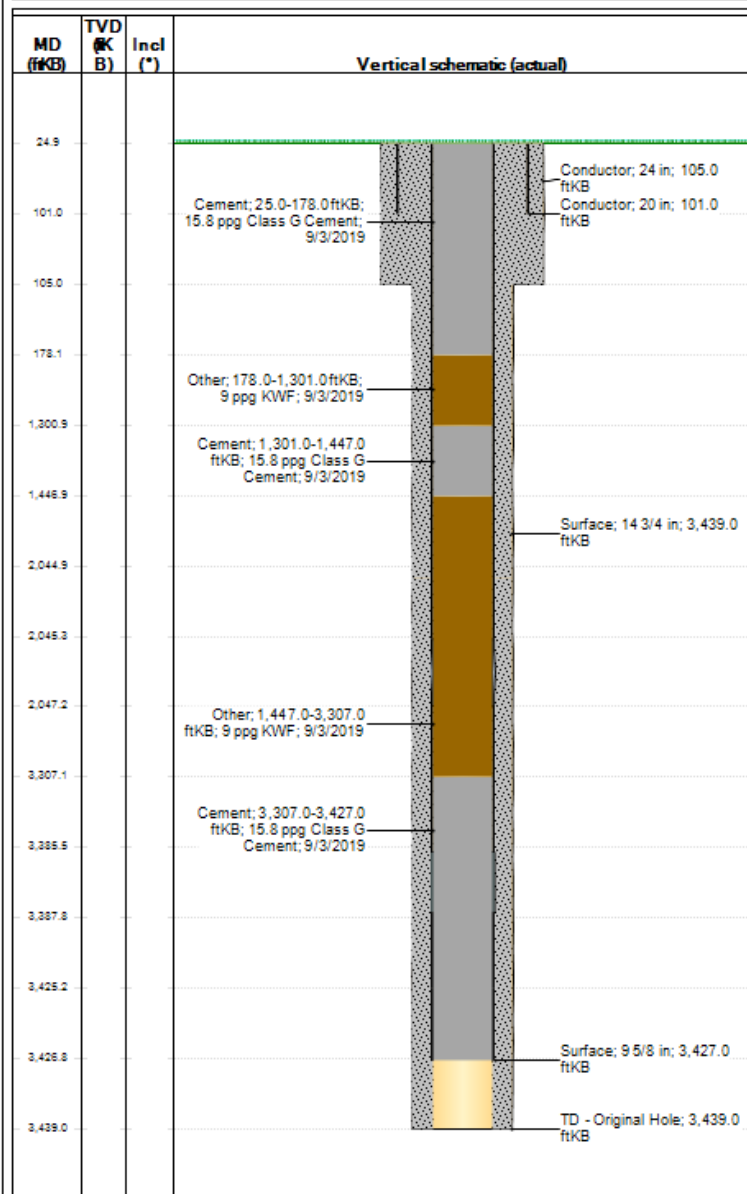 MD
(ftKB)
TVD
(ftK
B)
Incl
(°)
Vertical schematic (actual)
24.9
Conductor; 24 in; 105.0
ftKB
Cement; 25.0-178.0ftKB;
15.8 ppg Class G Cement;
9/3/2019
101.0
Conductor; 20 in; 101.0
ftKB
105.0
178.1
Other; 178.0-1,301.0ftKB;
9 ppg KWF; 9/3/2019
1,300.9
Cement; 1,301.0-1,447.0
ftKB; 15.8 ppg Class G
Cement; 9/3/2019
1,446.9
Surface; 14 3/4 in; 3,439.0
ftKB
2,044.9
2,045.3
2,047.2
Other; 1,447.0-3,307.0
ftKB; 9 ppg KWF; 9/3/2019
3,307.1
Cement; 3,307.0-3,427.0
ftKB; 15.8 ppg Class G
Cement; 9/3/2019
3,385.5
3,387.8
3,425.2
3,426.8
Surface; 9 5/8 in; 3,427.0
ftKB
3,439.0
TD - Original Hole; 3,439.0
ftKB